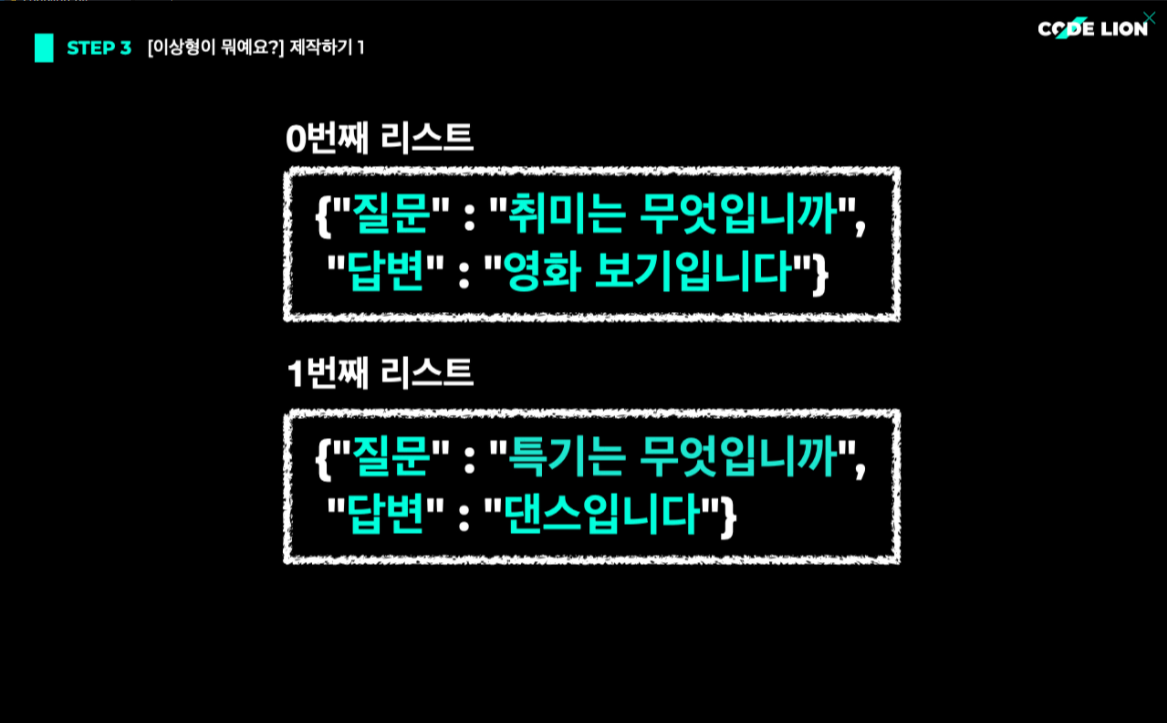 STEP 3 [이상형이 뭐예요?] 제작하기 1
CODE LION
0번째 리스트
{"질문" : "취미는 무엇입니까",
"답변" : "영화 보기입니다"}
1번째 리스트
{"질문" : "특기는 무엇입니까",
"답변" : "댄스입니다"}